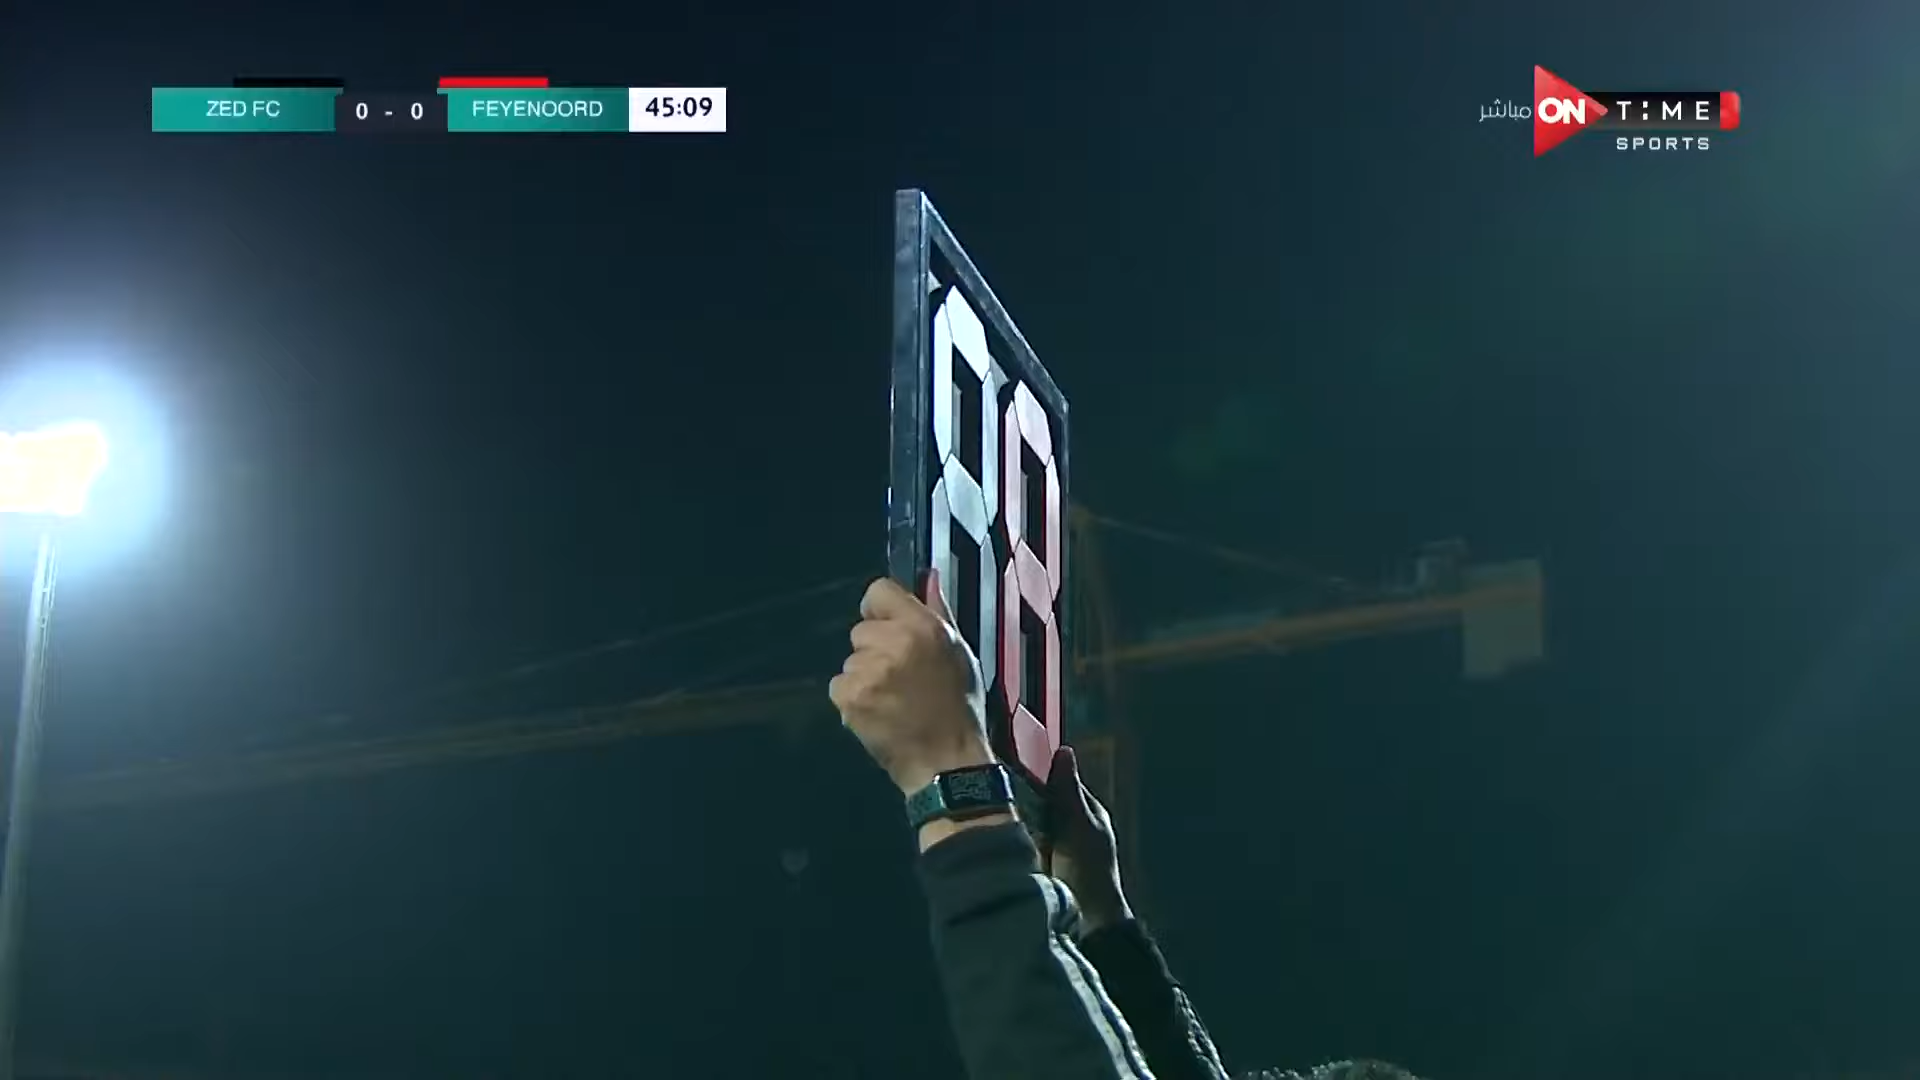 ZED FC 0 - 0 FEYENOORD 45:09
مباشر ON TIME
SPORTS